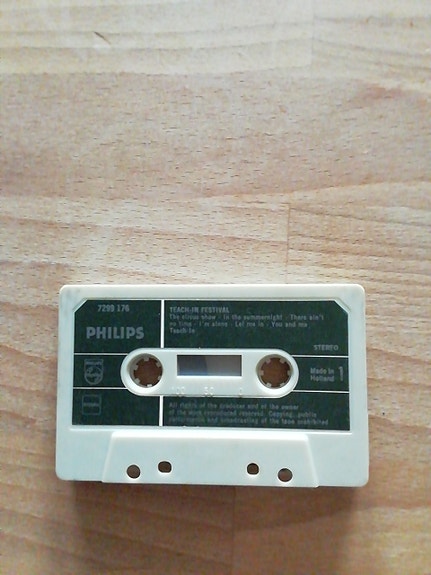 7299 176
PHILIPS
TEACH-IN FESTIVAL
The circus show - In the summernight - There ain't
no time - I'm alone - Let me in - You and me
Teach-In
STEREO
Made in
Holland 1
100 50
All rights of the producer and of the owner
of the work reproduced reserved. Copying, public
performance and broadcasting of the tape prohibited